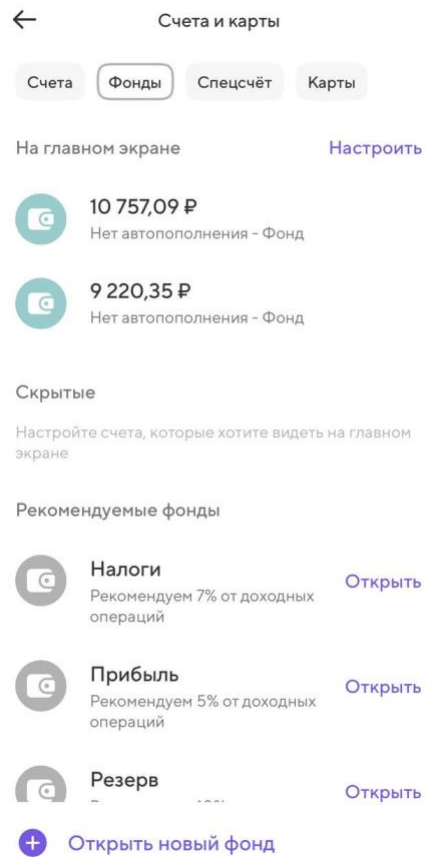 Счета и карты
Счета Фонды Спецсчёт Карты
На главном экране Настроить
10 757,09 ₽
Нет автопополнения - Фонд
9 220,35 ₽
Нет автопополнения - Фонд
Скрытые
Настройте счета, которые хотите видеть на главном
экране
Рекомендуемые фонды
Налоги
Открыть
Рекомендуем 7% от доходных
операций
Прибыль
Открыть
Рекомендуем 5% от доходных
операций
Резерв
Открыть
Открыть новый фонд